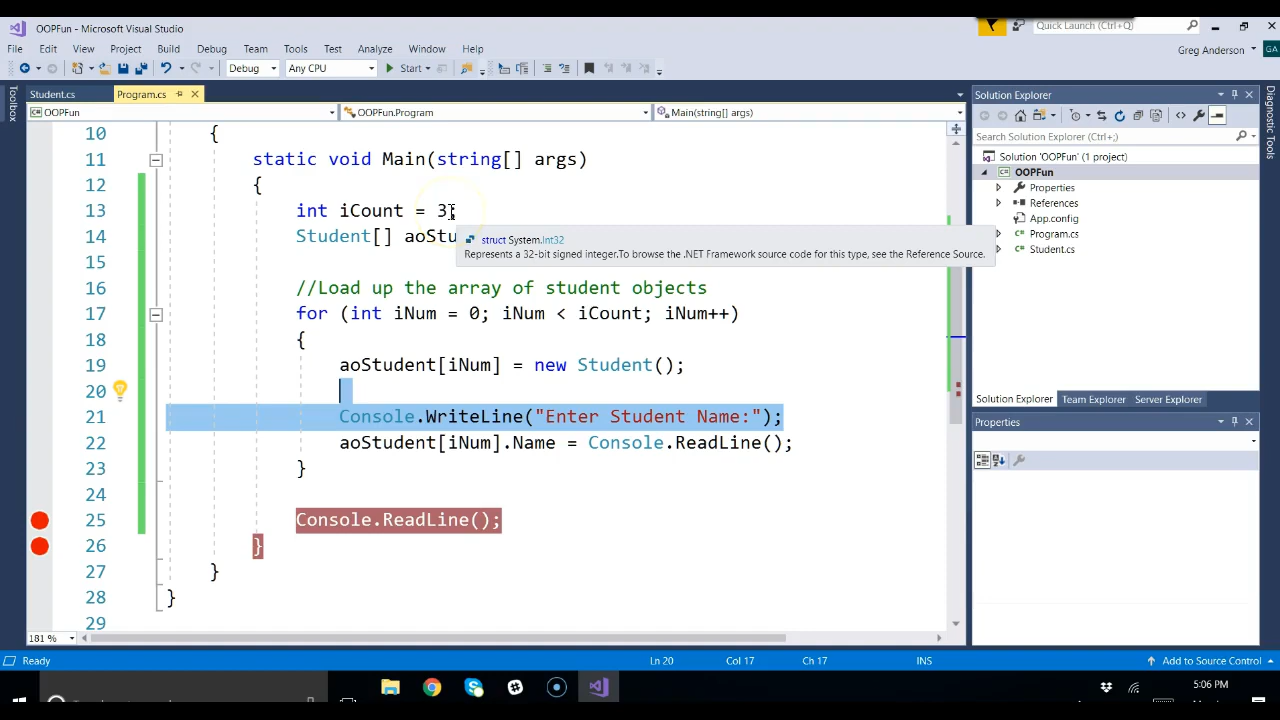 OOPFun - Microsoft Visual Studio
Quick Launch (Ctrl+Q)
File Edit View Project Build Debug Team Tools Test Analyze Window Help
Greg Anderson
GA
Debug Any CPU Start
Toolbox
Student.cs Program.cs
OOPFun OOPFun.Program Main(string[] args)
10 {
11 static void Main(string[] args)
12 {
13 int iCount = 3
14 Student[] aoStu
struct System.Int32
Represents a 32-bit signed integer.To browse the .NET Framework source code for this type, see the Reference Source.
15
16 //Load up the array of student objects
17 for (int iNum = 0; iNum < iCount; iNum++)
18 {
19 aoStudent[iNum] = new Student();
20
21 Console.WriteLine("Enter Student Name:");
22 aoStudent[iNum].Name = Console.ReadLine();
23 }
24
25 Console.ReadLine();
26 }
27 }
28 }
29
181 %
Solution Explorer
Search Solution Explorer (Ctrl+;)
Solution 'OOPFun' (1 project)
OOPFun
Properties
References
App.config
Program.cs
Student.cs
Solution Explorer Team Explorer Server Explorer
Properties
Diagnostic Tools
Ready Ln 20 Col 17 Ch 17 INS Add to Source Control
5:06 PM